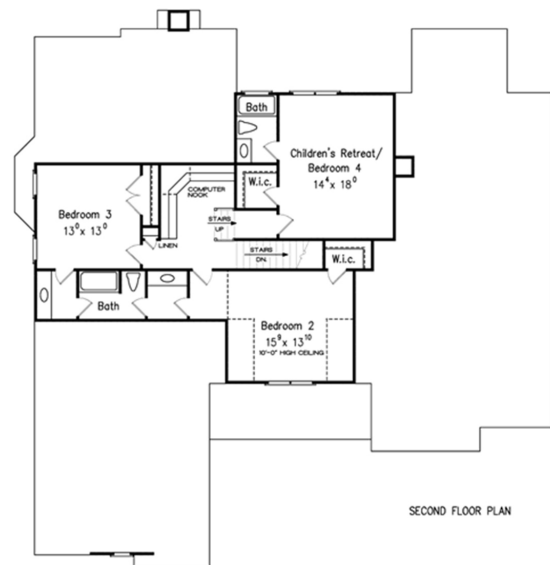 Bath
Children's Retreat/
Bedroom 4
14⁴ x 18⁰
W.i.c.
COMPUTER
NOOK
Bedroom 3
13⁰ x 13⁰
STAIRS
UP
LINEN
STAIRS
DN.
W.i.c.
Bath
Bedroom 2
15⁹ x 13¹⁰
10'-0" HIGH CEILING
SECOND FLOOR PLAN